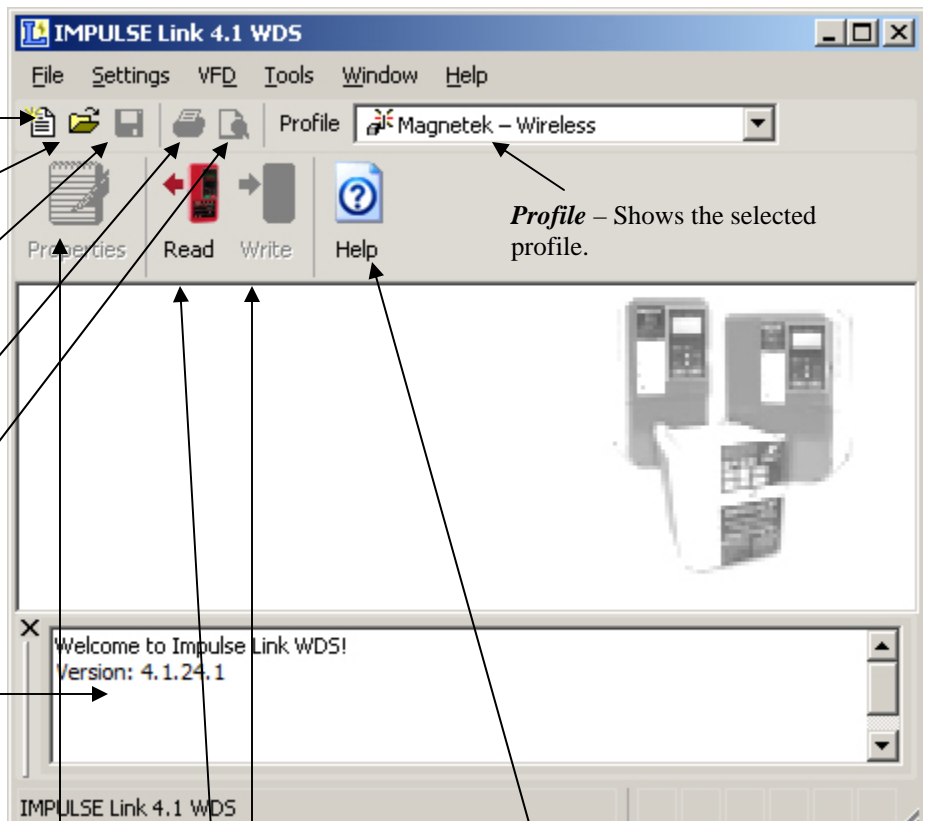 IMPULSE Link 4.1 WDS
File Settings VFD Tools Window Help
Profile Magnetek – Wireless
Profile – Shows the selected
profile.
Properties Read Write Help
Welcome to Impulse Link WDS!
Version: 4.1.24.1
IMPULSE Link 4.1 WDS